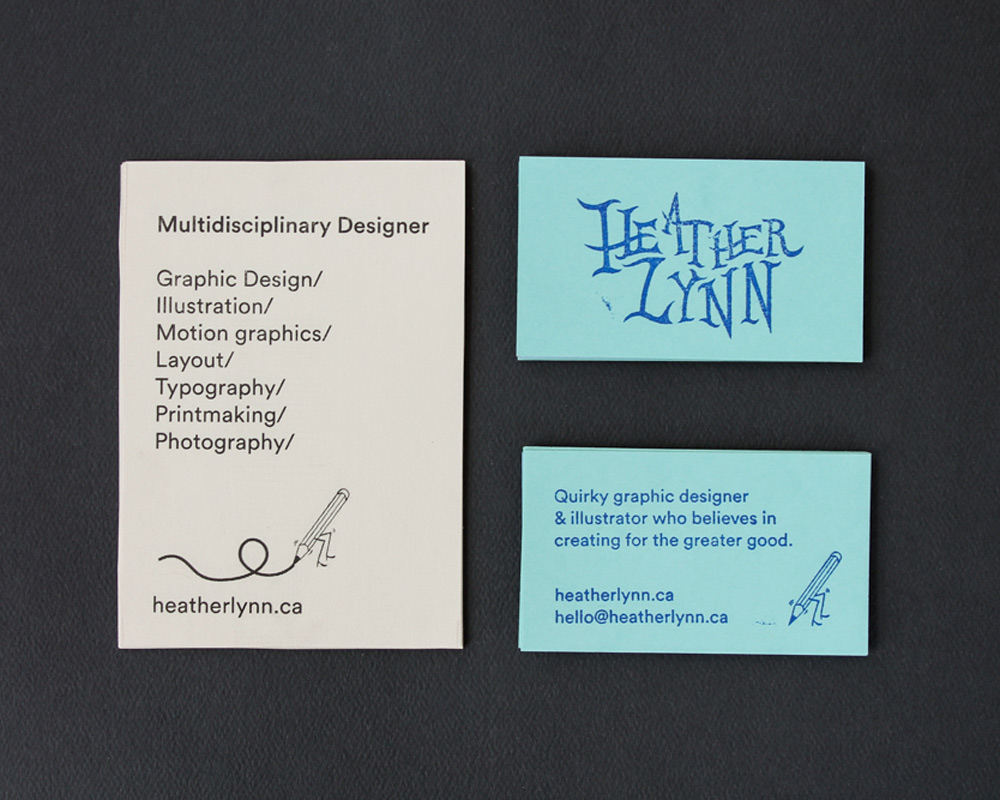 Multidisciplinary Designer
Graphic Design/
Illustration/
Motion graphics/
Layout/
Typography/
Printmaking/
Photography/
heatherlynn.ca
HEATHER
LYNN
Quirky graphic designer
& illustrator who believes in
creating for the greater good.
heatherlynn.ca
hello@heatherlynn.ca